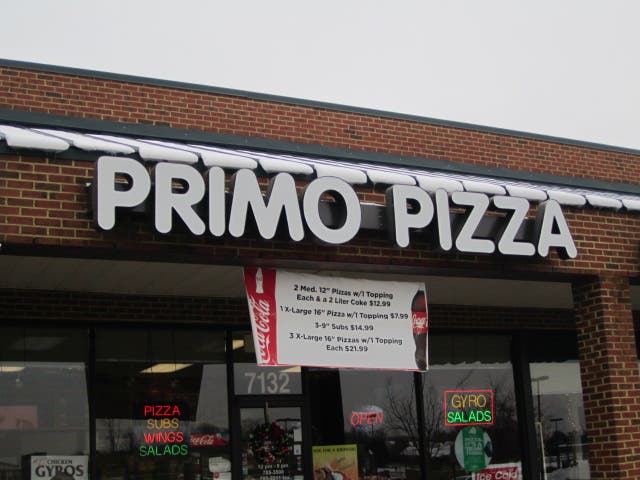 PRIMO PIZZA
2 Med. 12" Pizzas w/1 Topping
Each & a 2 Liter Coke $12.99
1 X-Large 16" Pizza w/1 Topping $7.99
3-9" Subs $14.99
3 X-Large 16" Pizzas w/1 Topping
Each $21.99
Coca-Cola
7132
PIZZA
SUBS
WINGS
SALADS
Coca-Cola
OPEN
GYRO
SALADS
CHICKEN
GYROS
Ice Cold